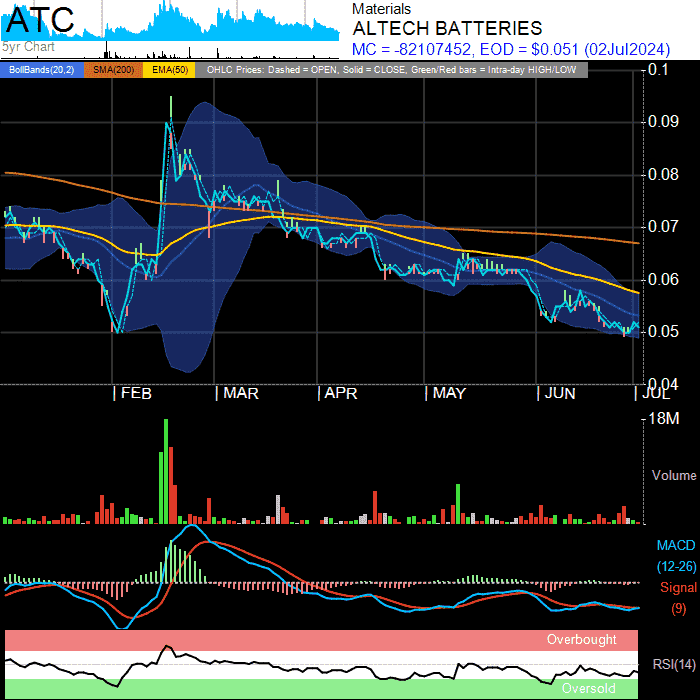 ATC
5yr Chart
Materials
ALTECH BATTERIES
MC = -82107452, EOD = $0.051 (02Jul2024)
BollBands(20,2) SMA(200) EMA(50) OHLC Prices: Dashed = OPEN, Solid = CLOSE, Green/Red bars = Intra-day HIGH/LOW
0.1
0.09
0.08
0.07
0.06
0.05
0.04
FEB MAR APR MAY JUN JUL
18M
Volume
MACD
(12-26)
Signal
(9)
Overbought
RSI(14)
Oversold